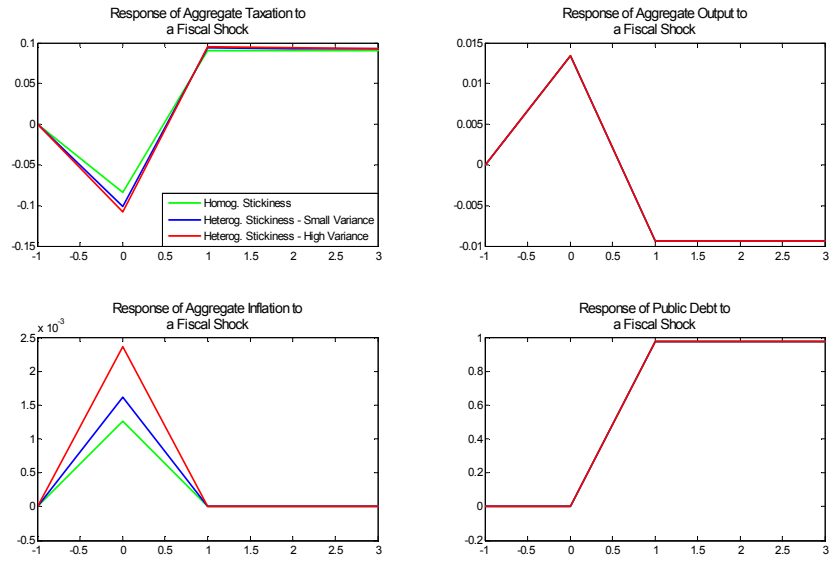 Response of Aggregate Taxation to
a Fiscal Shock
0.1
0.05
0
-0.05
-0.1
-0.15
-1 -0.5 0 0.5 1 1.5 2 2.5 3
Homog. Stickiness
Heterog. Stickiness - Small Variance
Heterog. Stickiness - High Variance
Response of Aggregate Output to
a Fiscal Shock
0.015
0.01
0.005
0
-0.005
-0.01
-1 -0.5 0 0.5 1 1.5 2 2.5 3
Response of Aggregate Inflation to
a Fiscal Shock
x 10-3
2.5
2
1.5
1
0.5
0
-0.5
-1 -0.5 0 0.5 1 1.5 2 2.5 3
Response of Public Debt to
a Fiscal Shock
1
0.8
0.6
0.4
0.2
0
-0.2
-1 -0.5 0 0.5 1 1.5 2 2.5 3